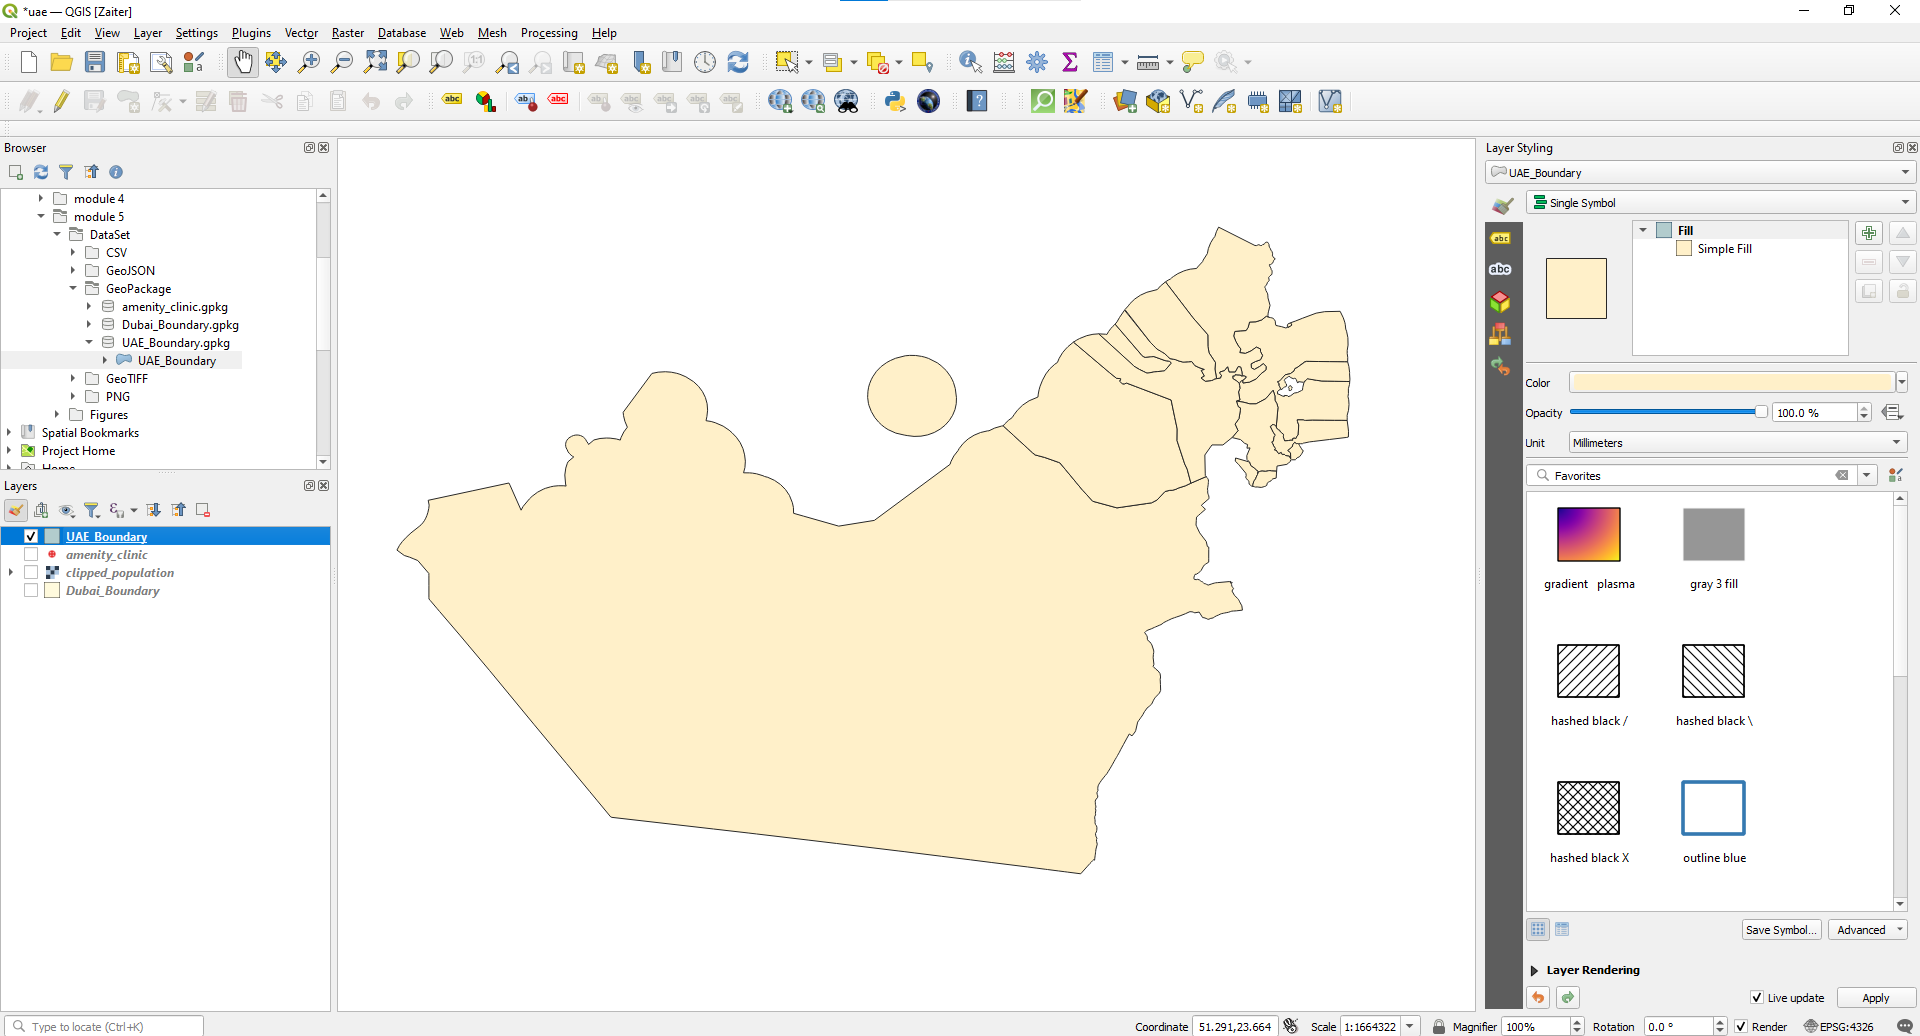 *uae — QGIS [Zaiter]
Project Edit View Layer Settings Plugins Vector Raster Database Web Mesh Processing Help
Browser
module 4
module 5
DataSet
CSV
GeoJSON
GeoPackage
amenity_clinic.gpkg
Dubai_Boundary.gpkg
UAE_Boundary.gpkg
UAE_Boundary
GeoTIFF
PNG
Figures
Spatial Bookmarks
Project Home
Home
Layers
UAE_Boundary
amenity_clinic
clipped_population
Dubai_Boundary
Type to locate (Ctrl+K)
Layer Styling
UAE_Boundary
Single Symbol
Fill
Simple Fill
Color
Opacity 100.0 %
Unit Millimeters
Favorites
gradient plasma
gray 3 fill
hashed black /
hashed black \
hashed black X
outline blue
Save Symbol...
Advanced
Layer Rendering
Live update
Apply
Coordinate 51.291,23.664 Scale 1:1664322 Magnifier 100% Rotation 0.0 ° Render EPSG:4326